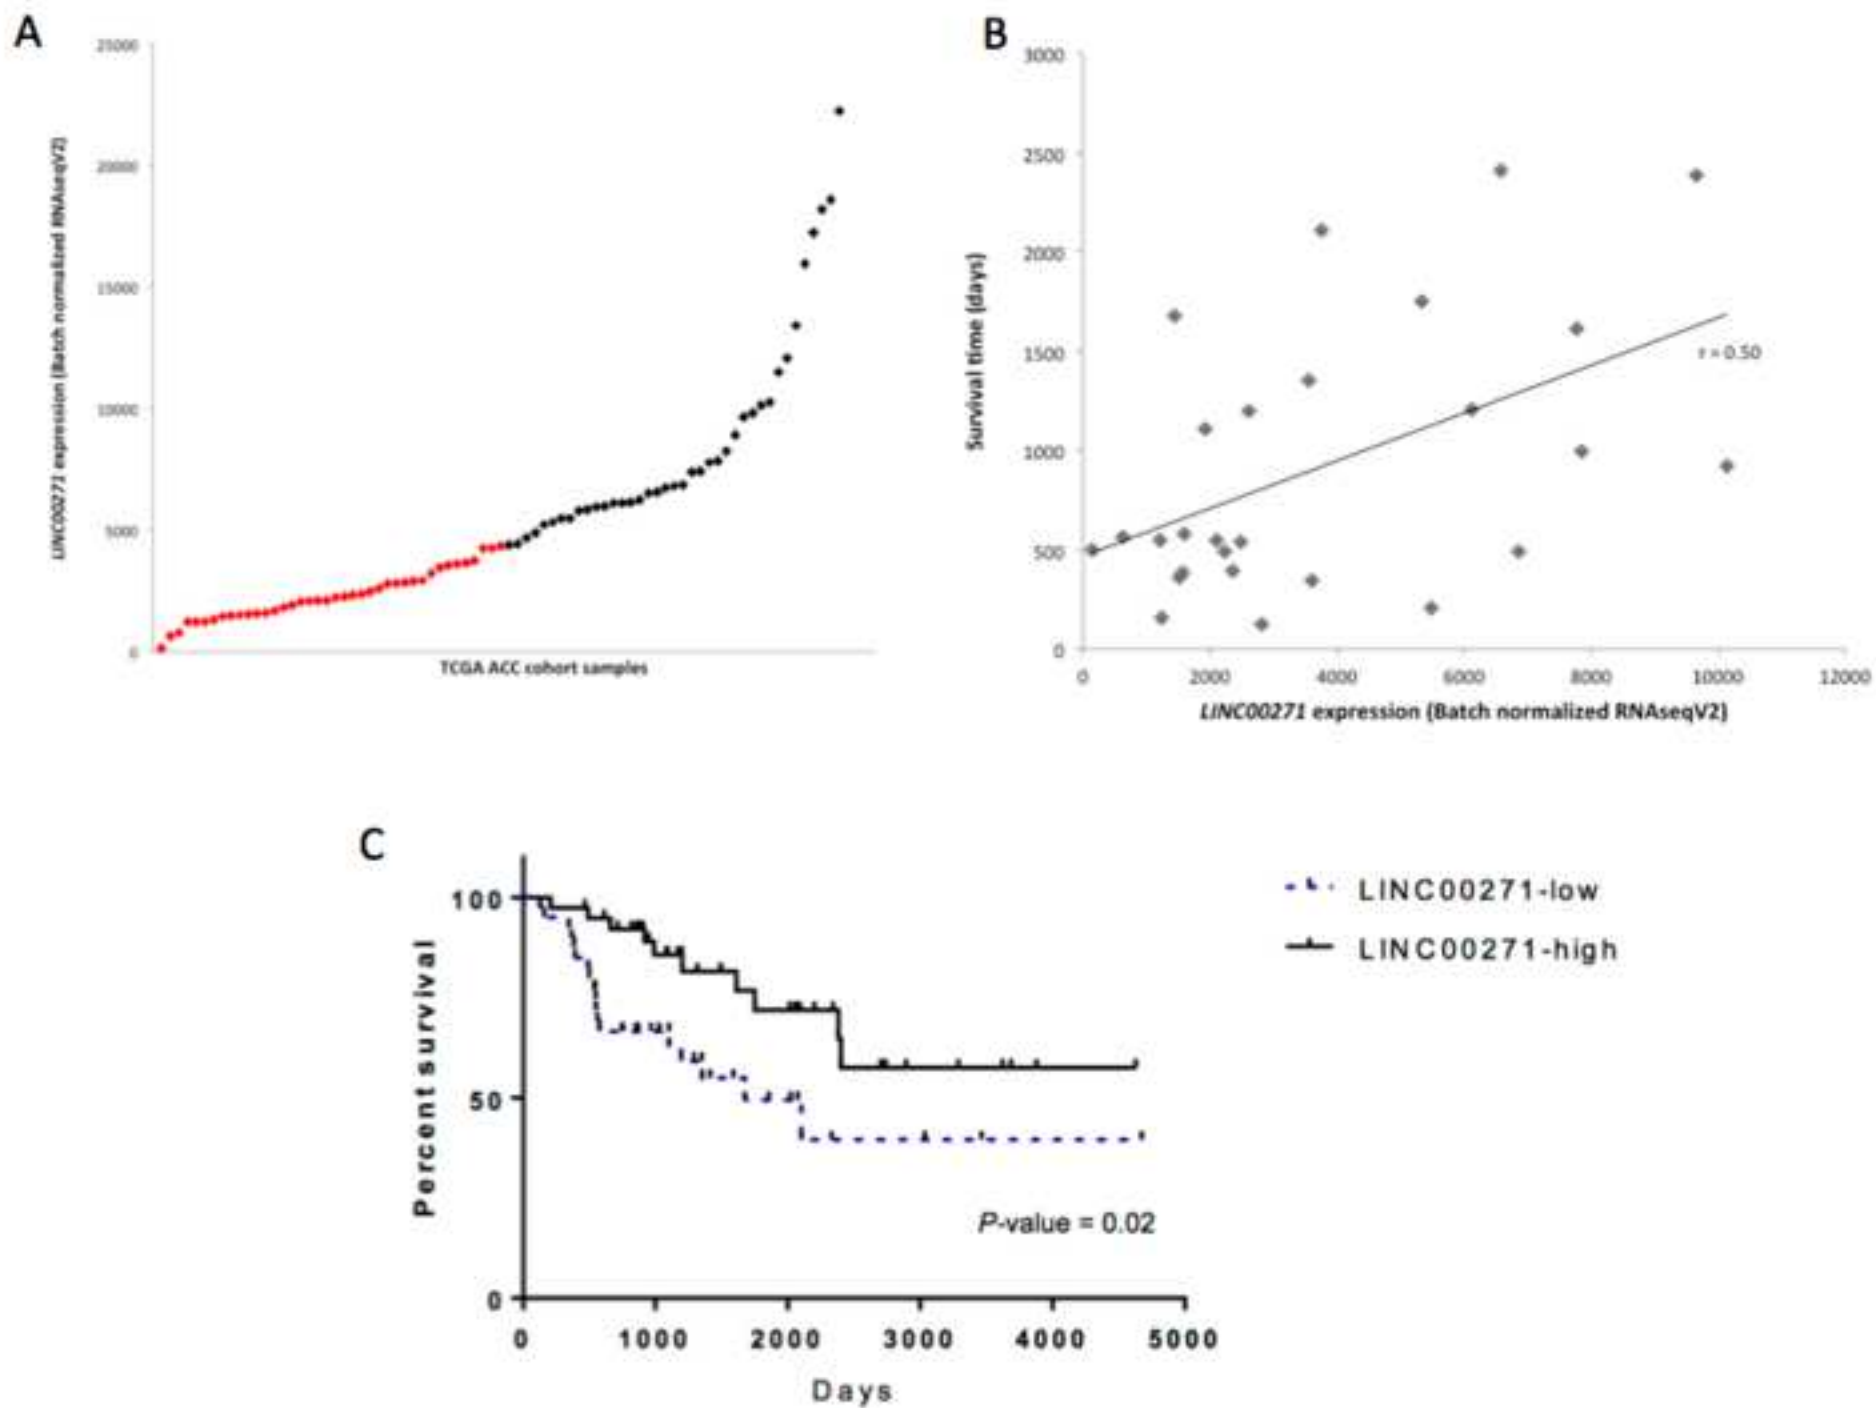 A
25000
20000
15000
10000
5000
0
LINC00271 expression (Batch normalized RNAseqV2)
TCGA ACC cohort samples
B
3000
2500
2000
1500
1000
500
0
Survival time (days)
r = 0.50
0 2000 4000 6000 8000 10000 12000
LINC00271 expression (Batch normalized RNAseqV2)
C
100
50
0
Percent survival
LINC00271-low
LINC00271-high
P-value = 0.02
0 1000 2000 3000 4000 5000
Days